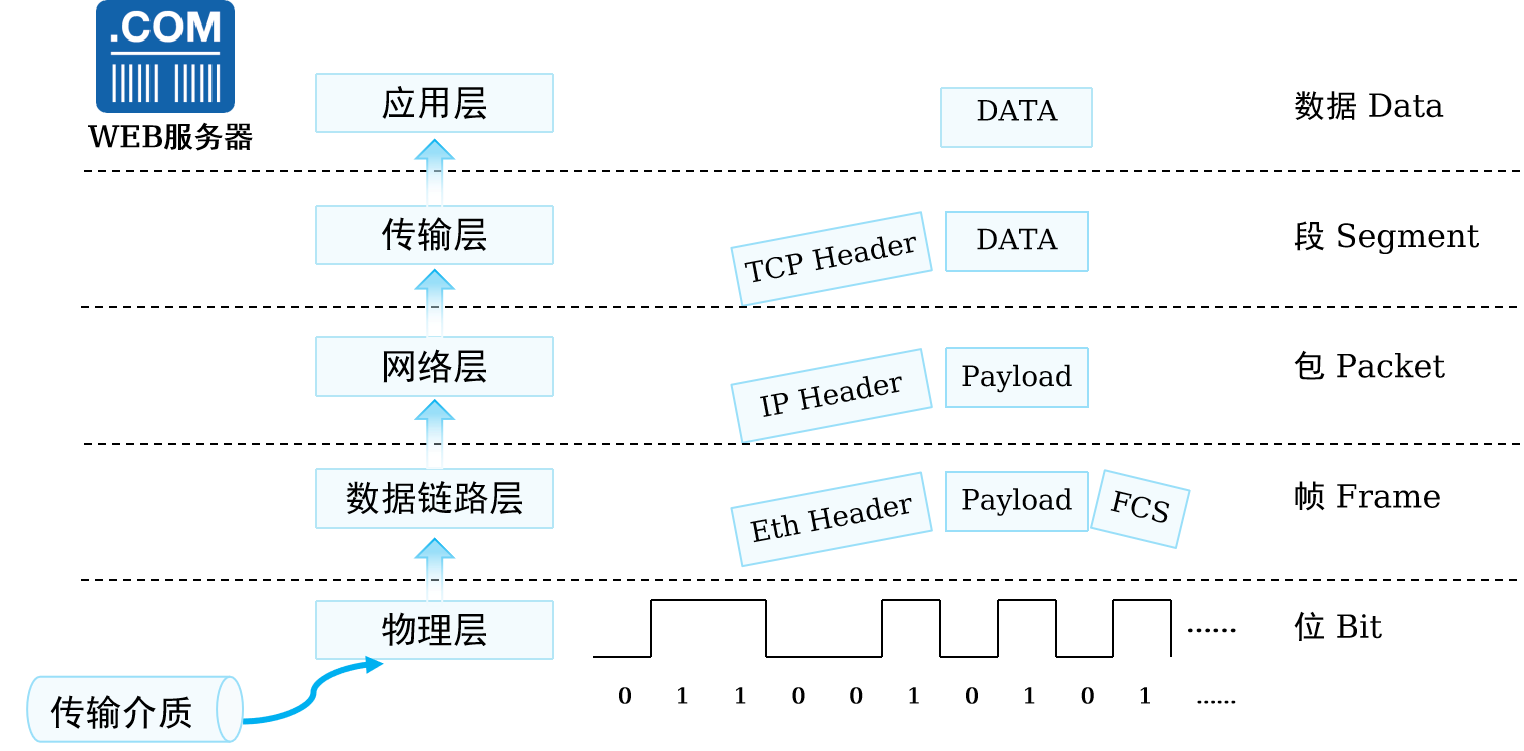 .COM
WEB服务器
应用层
DATA
数据 Data
传输层
TCP Header
DATA
段 Segment
网络层
IP Header
Payload
包 Packet
数据链路层
Eth Header
Payload
FCS
帧 Frame
物理层
......
位 Bit
传输介质
0 1 1 0 0 1 0 1 0 1 ......